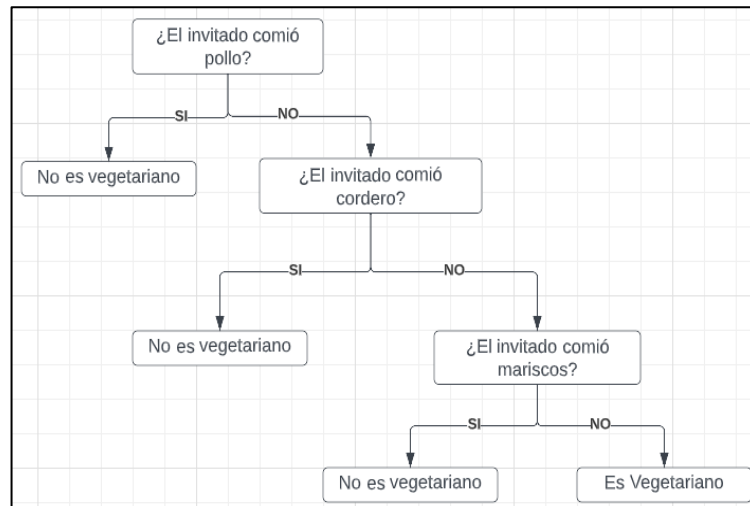 ¿El invitado comió
pollo?
SI
NO
No es vegetariano
¿El invitado comió
cordero?
SI
NO
No es vegetariano
¿El invitado comió
mariscos?
SI
NO
No es vegetariano
Es Vegetariano